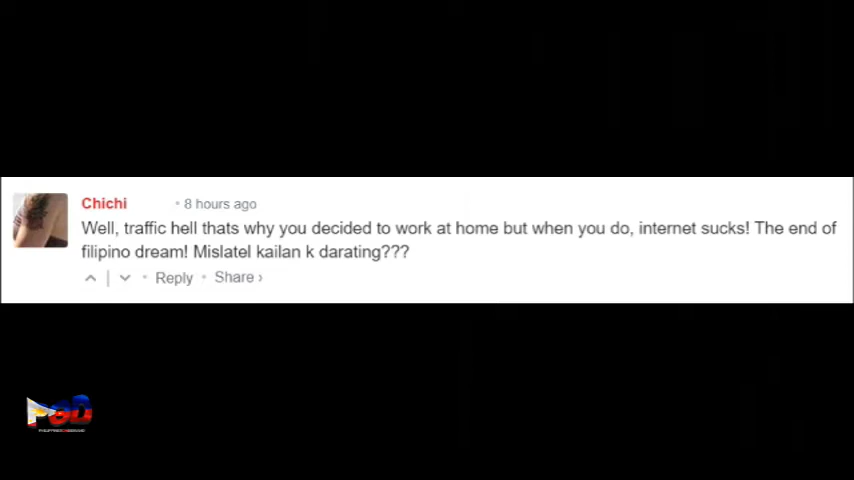 Chichi • 8 hours ago
Well, traffic hell thats why you decided to work at home but when you do, internet sucks! The end of
filipino dream! Mislatel kailan k darating???
• Reply • Share ›
POD